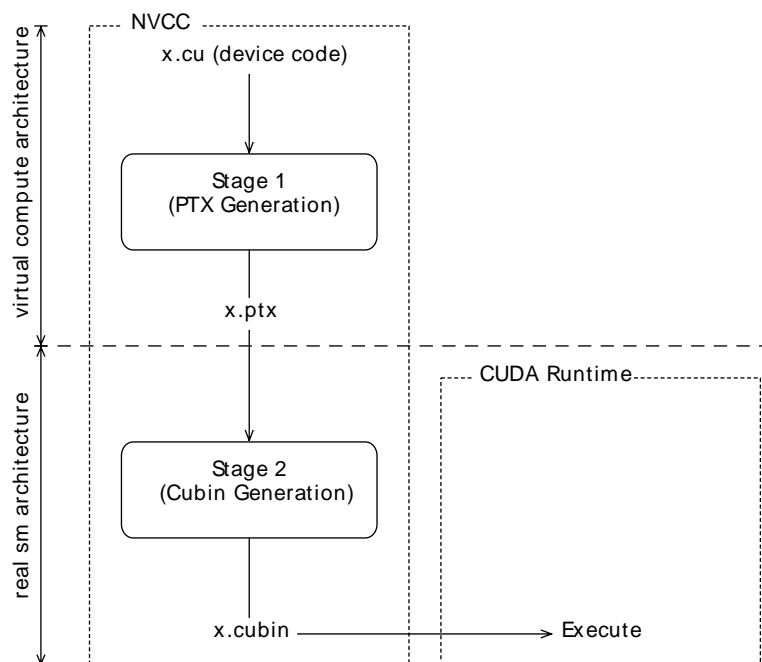 NVCC
x.cu (device code)
virtual compute architecture
Stage 1
(PTX Generation)
x.ptx
CUDA Runtime
real sm architecture
Stage 2
(Cubin Generation)
x.cubin
Execute